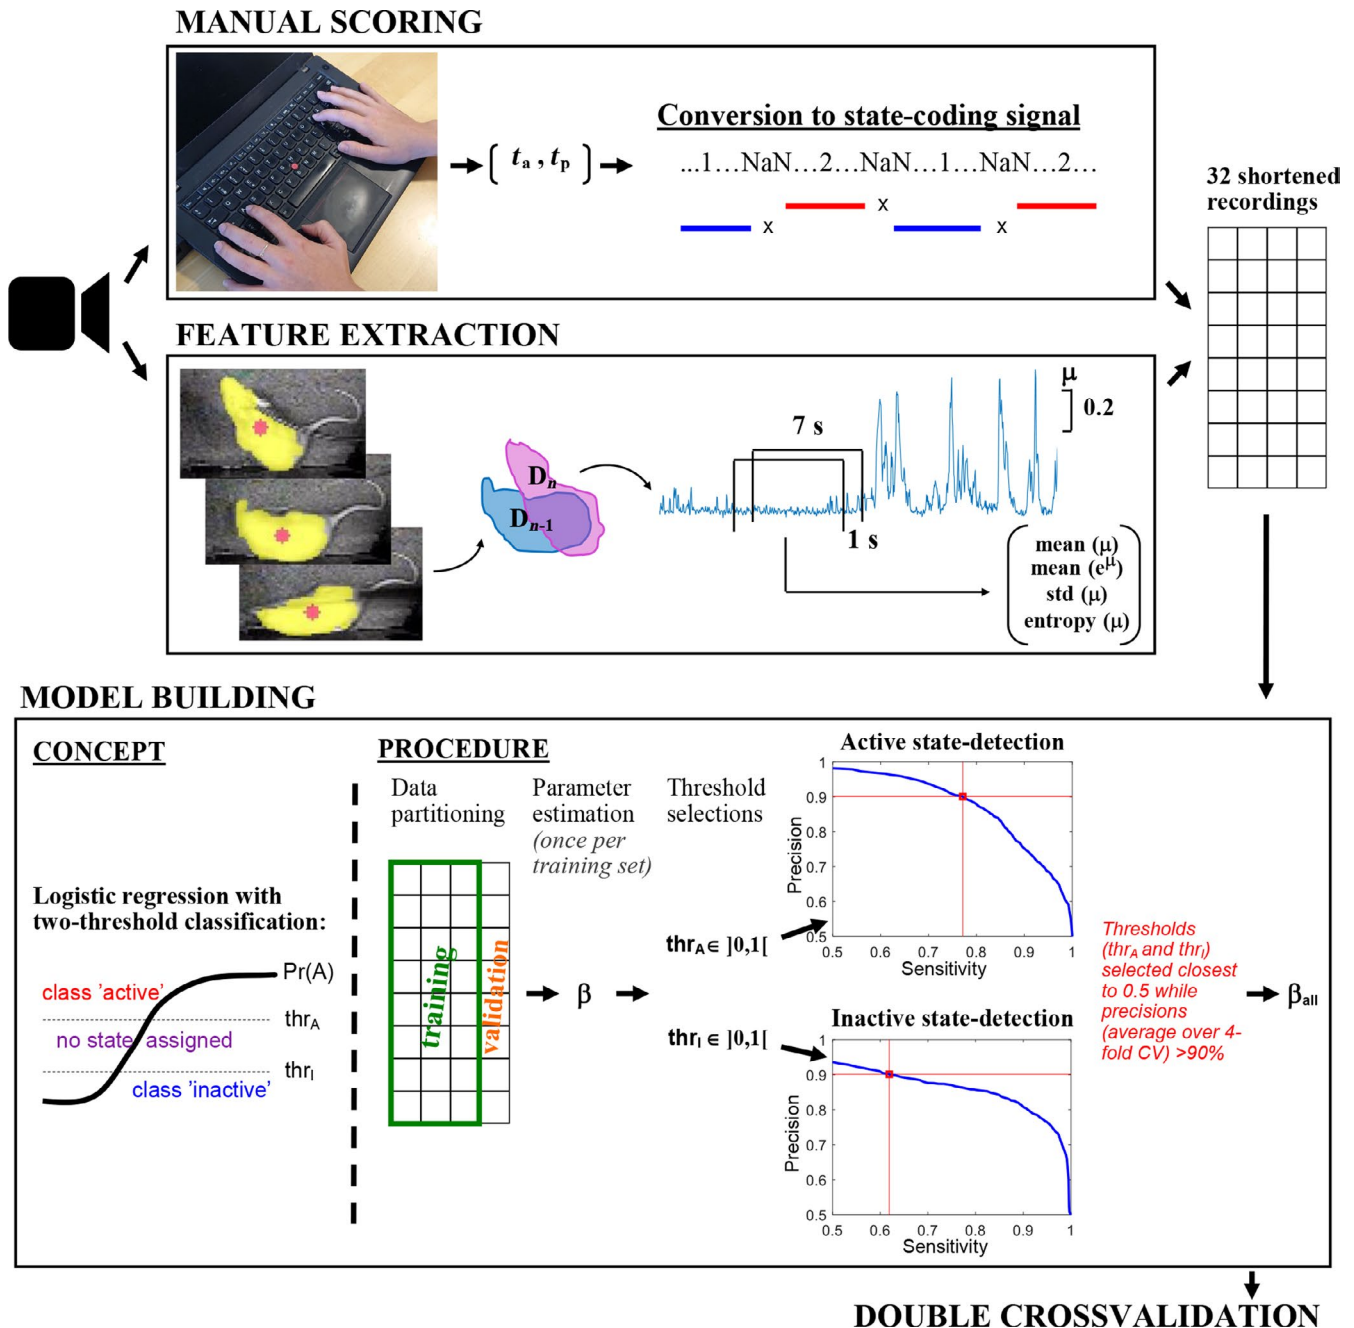 MANUAL SCORING
Conversion to state-coding signal
{ tₐ , tₚ }
...1…NaN…2…NaN…1…NaN…2…
x
x
x
32 shortened
recordings
FEATURE EXTRACTION
μ
0.2
7 s
Dₙ
Dₙ₋₁
1 s
mean (μ)
mean (e^μ)
std (μ)
entropy (μ)
MODEL BUILDING
CONCEPT
Logistic regression with
two-threshold classification:
Pr(A)
class 'active'
thr_A
no state assigned
thr_I
class 'inactive'
PROCEDURE
Data
partitioning
training
validation
Parameter
estimation
(once per
training set)
β
Threshold
selections
thr_A ∈ ]0,1[
thr_I ∈ ]0,1[
Active state-detection
1
0.9
0.8
0.7
0.6
0.5
Precision
0.5 0.6 0.7 0.8 0.9 1
Sensitivity
Inactive state-detection
1
0.9
0.8
0.7
0.6
0.5
Precision
0.5 0.6 0.7 0.8 0.9 1
Sensitivity
Thresholds
(thr_A and thr_I)
selected closest
to 0.5 while
precisions
(average over 4-
fold CV) >90%
β_all
DOUBLE CROSSVALIDATION